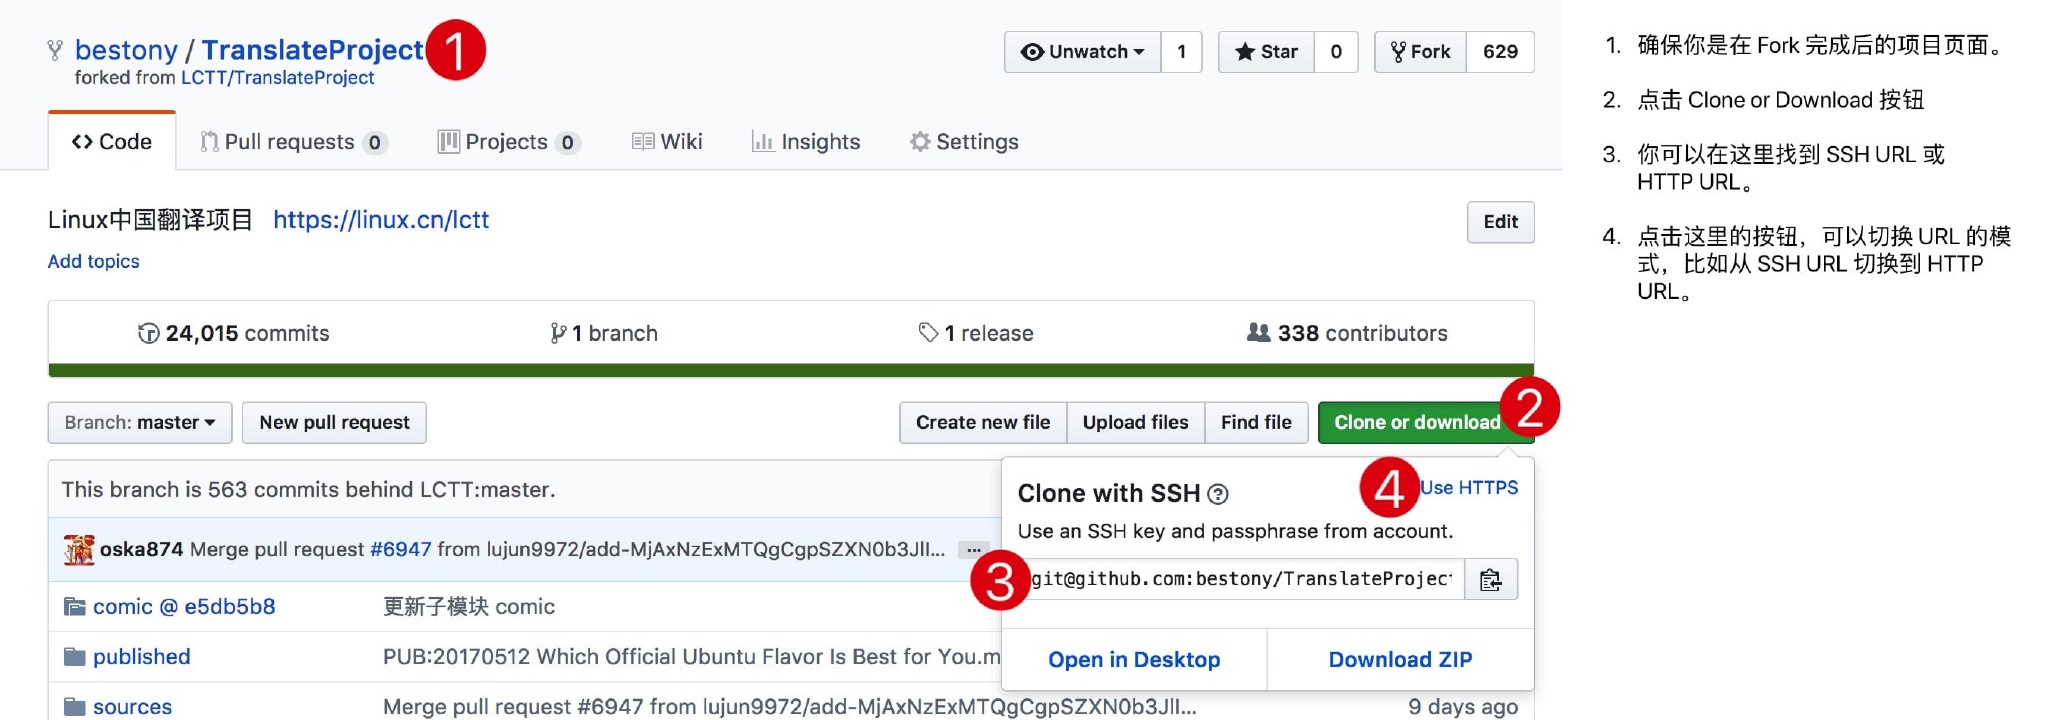 bestony / TranslateProject 1
forked from LCTT/TranslateProject
Unwatch 1 Star 0 Fork 629
Code Pull requests 0 Projects 0 Wiki Insights Settings
Linux中国翻译项目 https://linux.cn/lctt
Edit
Add topics
24,015 commits 1 branch 1 release 338 contributors
Branch: master New pull request Create new file Upload files Find file Clone or download 2
This branch is 563 commits behind LCTT:master.
oska874 Merge pull request #6947 from lujun9972/add-MjAxNzExMTQgCgpSZXN0b3JlI... ...
comic @ e5db5b8 更新子模块 comic
published PUB:20170512 Which Official Ubuntu Flavor Is Best for You.m
sources Merge pull request #6947 from lujun9972/add-MjAxNzExMTQgCgpSZXN0b3JlI... 9 days ago
Clone with SSH ? 4 Use HTTPS
Use an SSH key and passphrase from account.
3 git@github.com:bestony/TranslateProject
Open in Desktop Download ZIP
1. 确保你是在 Fork 完成后的项目页面。
2. 点击 Clone or Download 按钮
3. 你可以在这里找到 SSH URL 或
HTTP URL。
4. 点击这里的按钮，可以切换 URL 的模
式，比如从 SSH URL 切换到 HTTP
URL。